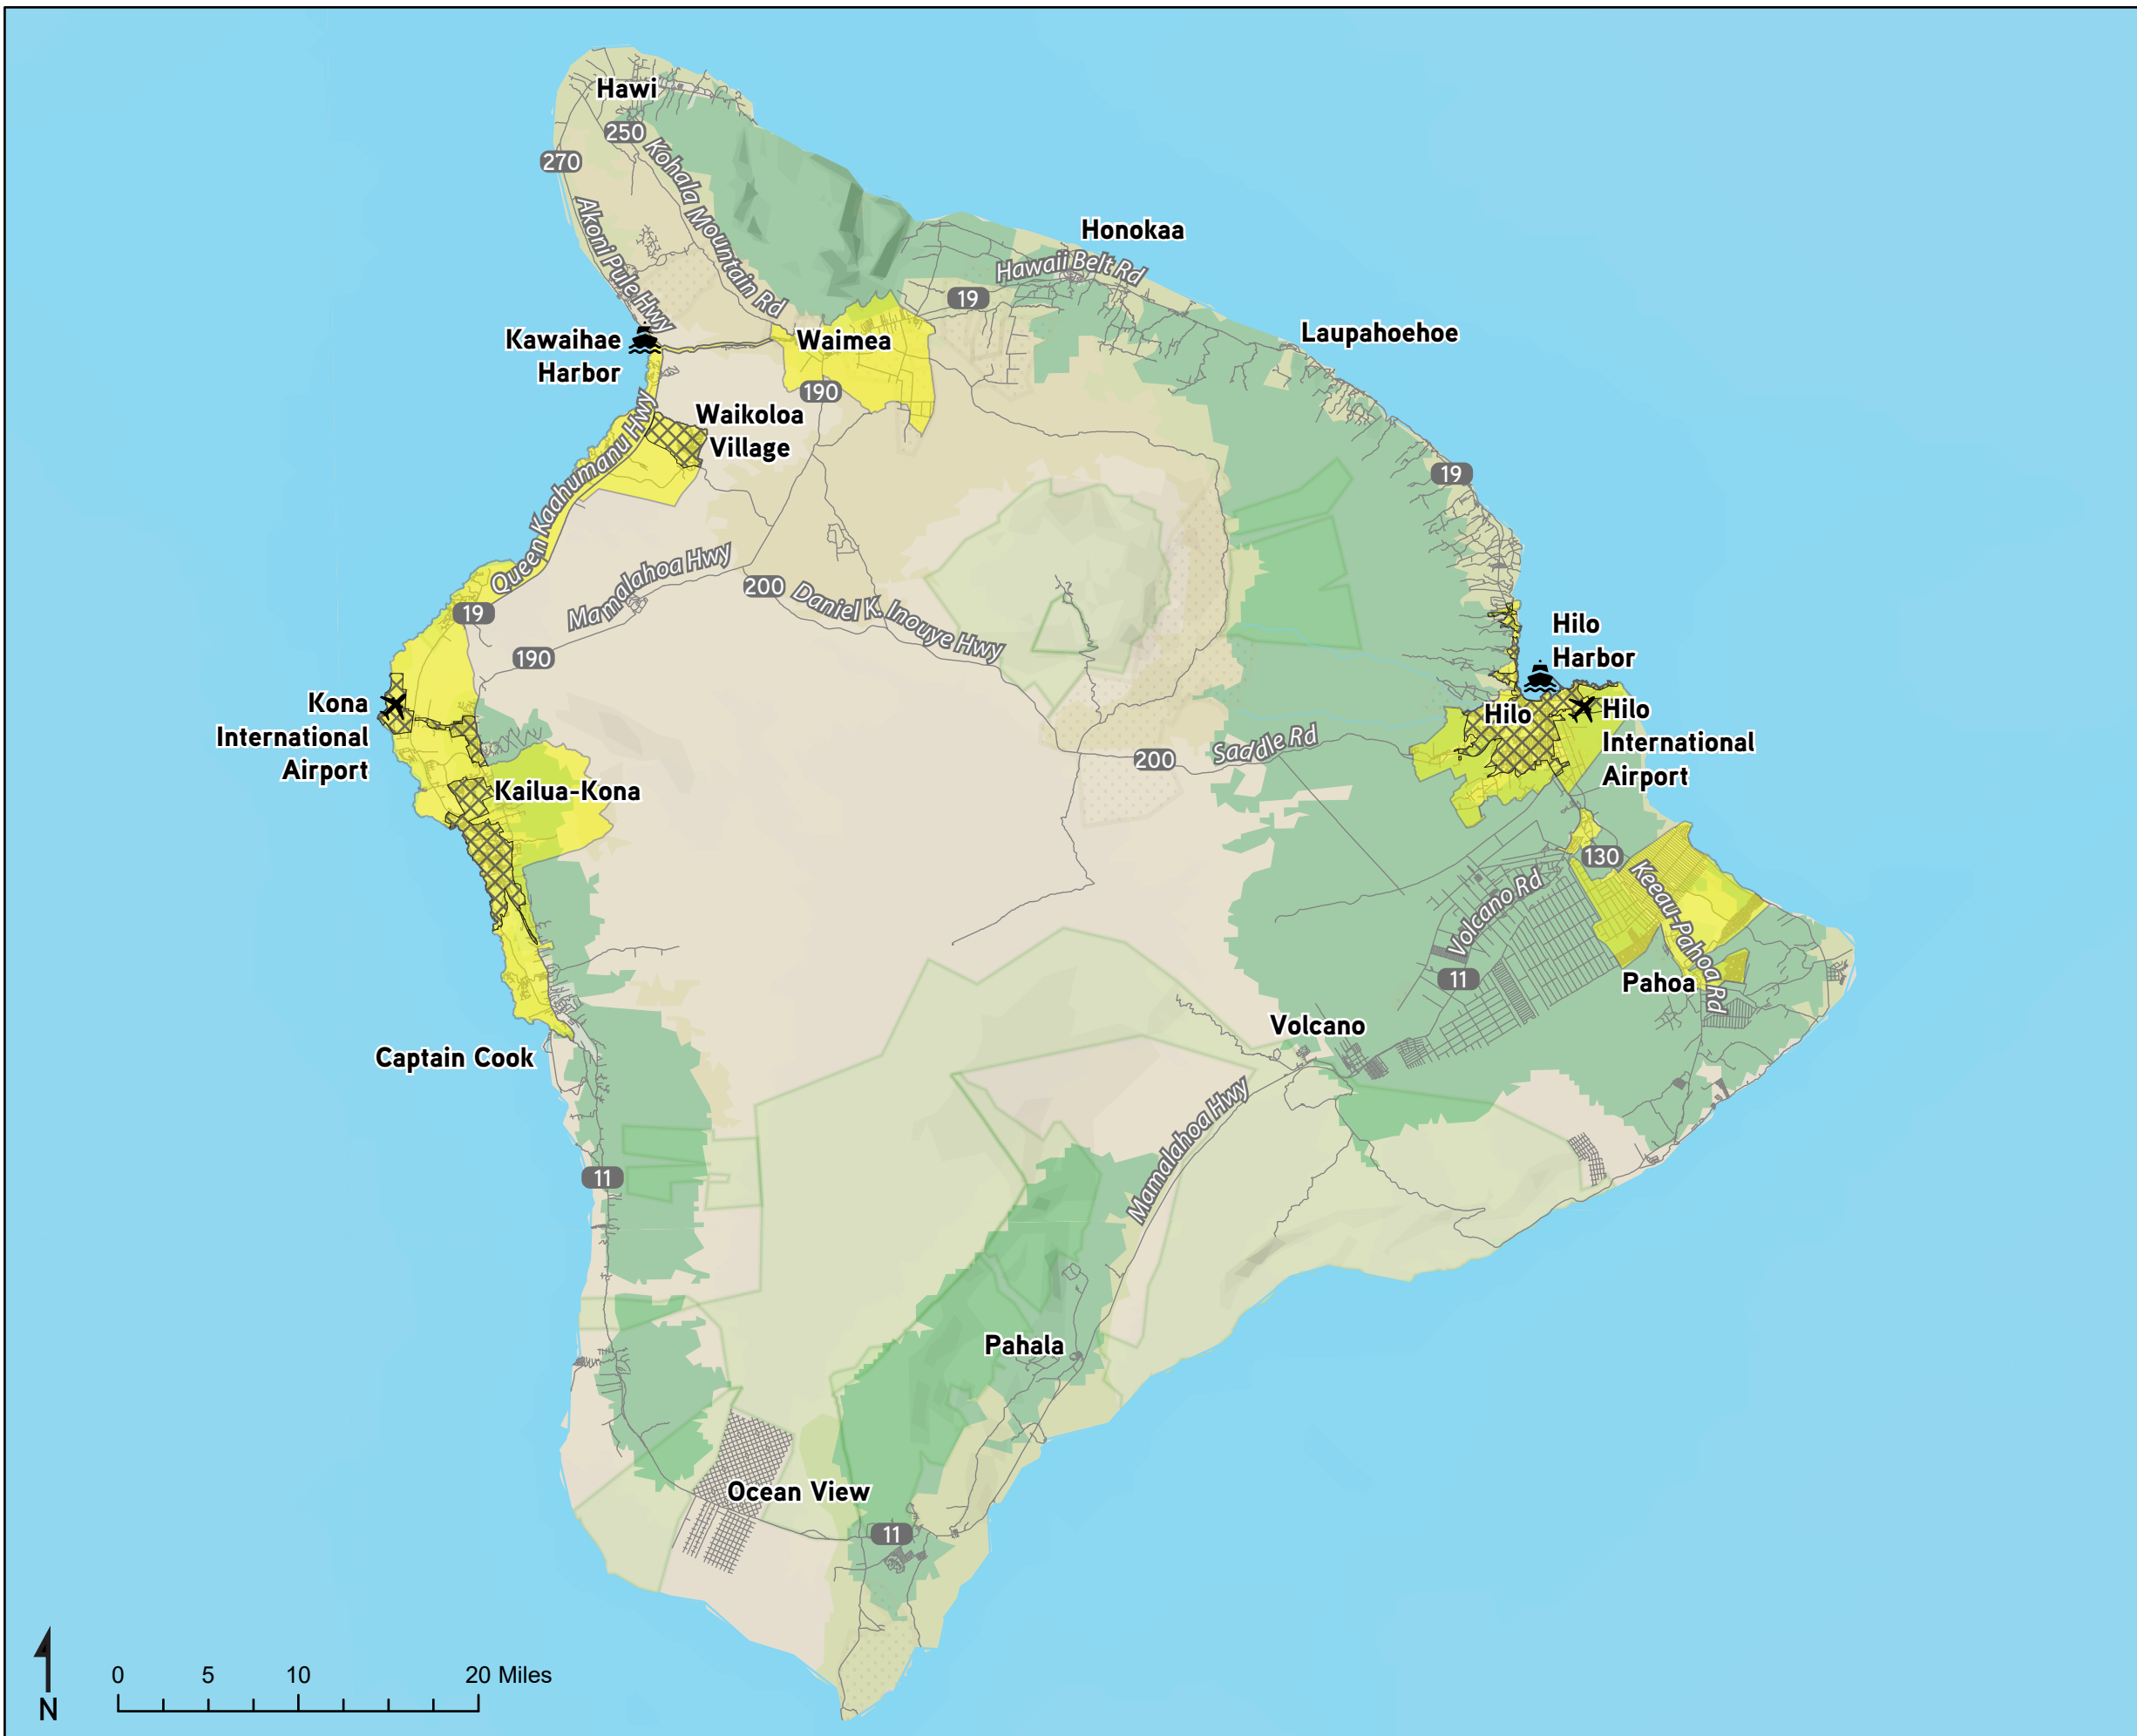 Hawi
250
270
Kohala Mountain Rd
Akoni Pule Hwy
Honokaa
Hawaii Belt Rd
19
Kawaihae
Harbor
Waimea
Laupahoehoe
190
Waikoloa
Village
Queen Kaahumanu Hwy
19
Mamalahoa Hwy
200
Daniel K. Inouye Hwy
19
190
Hilo
Harbor
Kona
International
Airport
Hilo
Hilo
International
Airport
200
Saddle Rd
Kailua-Kona
130
Keeau-Pahoa Rd
Volcano Rd
11
Pahoa
Volcano
Captain Cook
Mamalahoa Hwy
11
Pahala
Ocean View
11
N
0 5 10 20 Miles